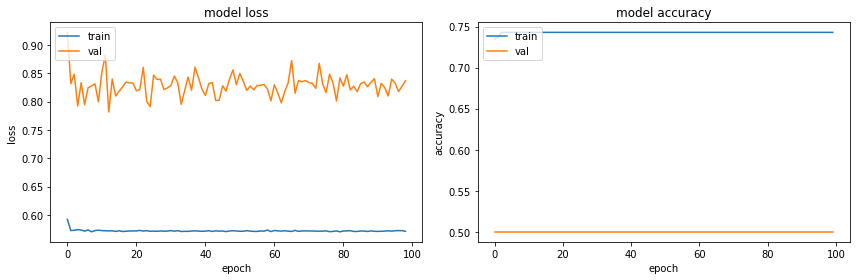 model loss
train
val
0.90
0.85
0.80
0.75
0.70
0.65
0.60
loss
0 20 40 60 80 100
epoch
model accuracy
train
val
0.75
0.70
0.65
0.60
0.55
0.50
accuracy
0 20 40 60 80 100
epoch